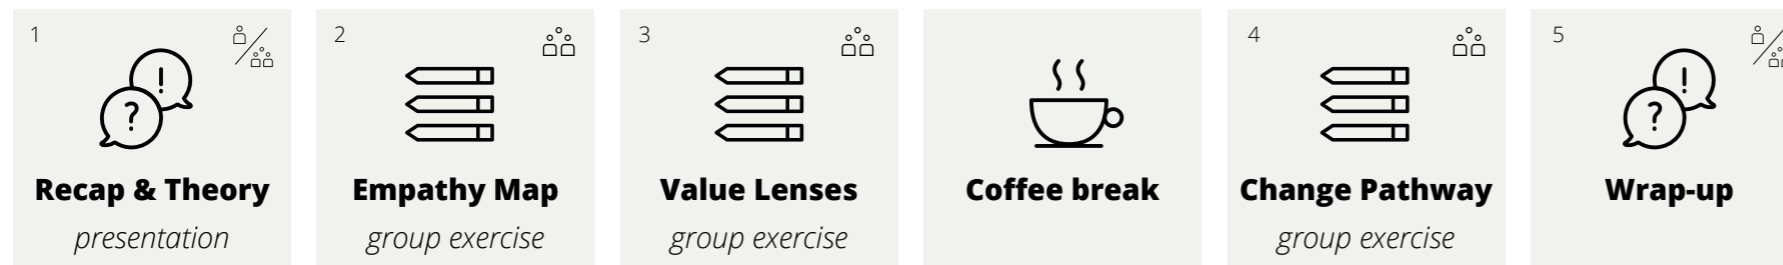 1
Recap & Theory
presentation
2
Empathy Map
group exercise
3
Value Lenses
group exercise
Coffee break
4
Change Pathway
group exercise
5
Wrap-up